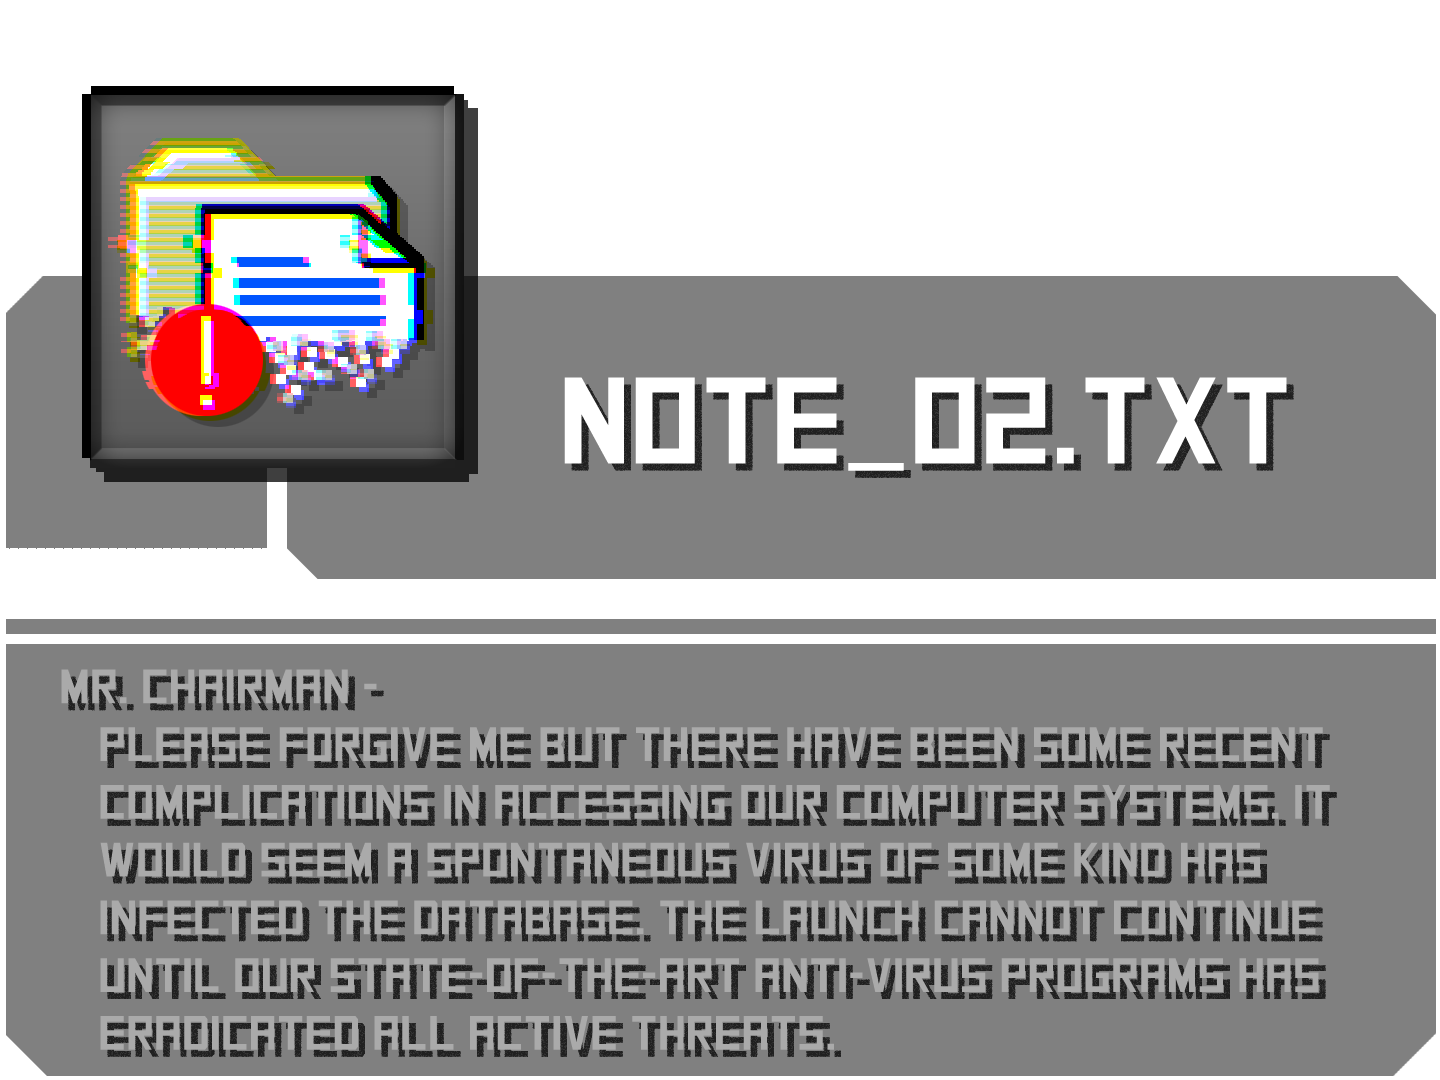 NOTE_02.TXT
MR. CHAIRMAN -
PLEASE FORGIVE ME BUT THERE HAVE BEEN SOME RECENT
COMPLICATIONS IN ACCESSING OUR COMPUTER SYSTEMS. IT
WOULD SEEM A SPONTANEOUS VIRUS OF SOME KIND HAS
INFECTED THE DATABASE. THE LAUNCH CANNOT CONTINUE
UNTIL OUR STATE-OF-THE-ART ANTI-VIRUS PROGRAMS HAS
ERADICATED ALL ACTIVE THREATS.